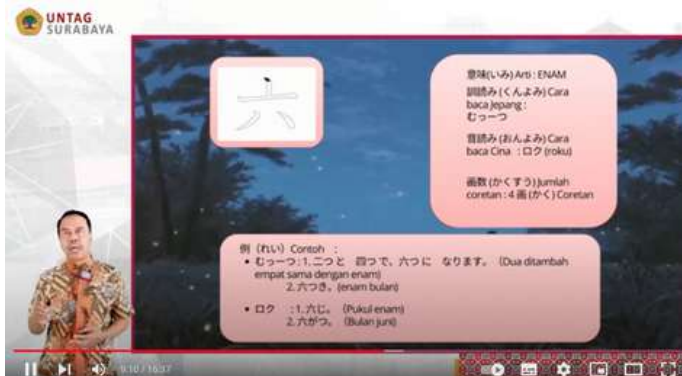 UNTAG
SURABAYA
六
意味(いみ) Arti : ENAM
訓読み (くんよみ) Cara
baca Jepang :
むっーつ
音読み (おんよみ) Cara
baca Cina : ロク (roku)
画数 (かくすう) Jumlah
coretan : 4 画 (かく) Coretan
例 (れい) Contoh :
• むっーつ : 1. 二つと 四つで、六つに なります。 (Dua ditambah
empat sama dengan enam)
2. 六つき。(enam bulan)
• ロク : 1. 六じ。 (Pukul enam)
2. 六がつ。 (Bulan juni)
9:10 / 16:37